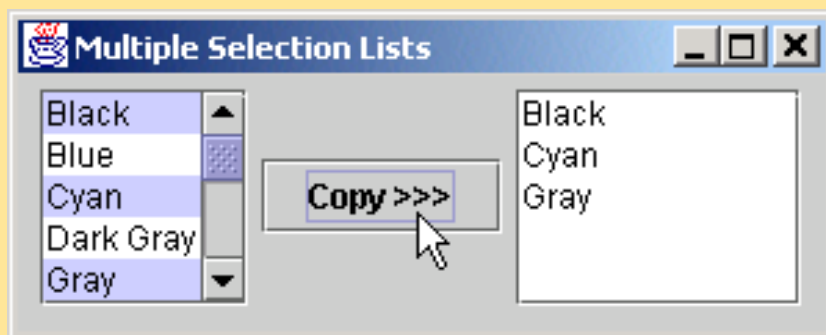 Multiple Selection Lists
Black
Blue
Cyan
Dark Gray
Gray
Copy >>>
Black
Cyan
Gray